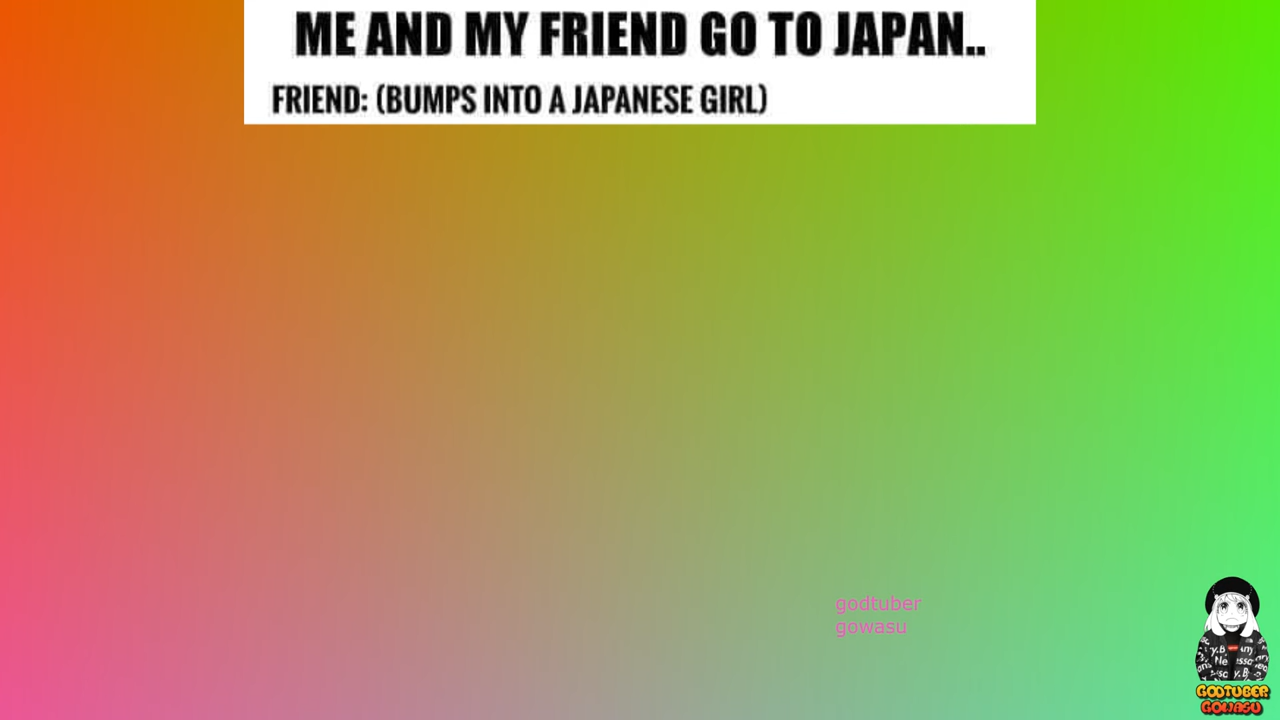 ME AND MY FRIEND GO TO JAPAN..
FRIEND: (BUMPS INTO A JAPANESE GIRL)
godtuber
gowasu
GODTUBER
GOWASU